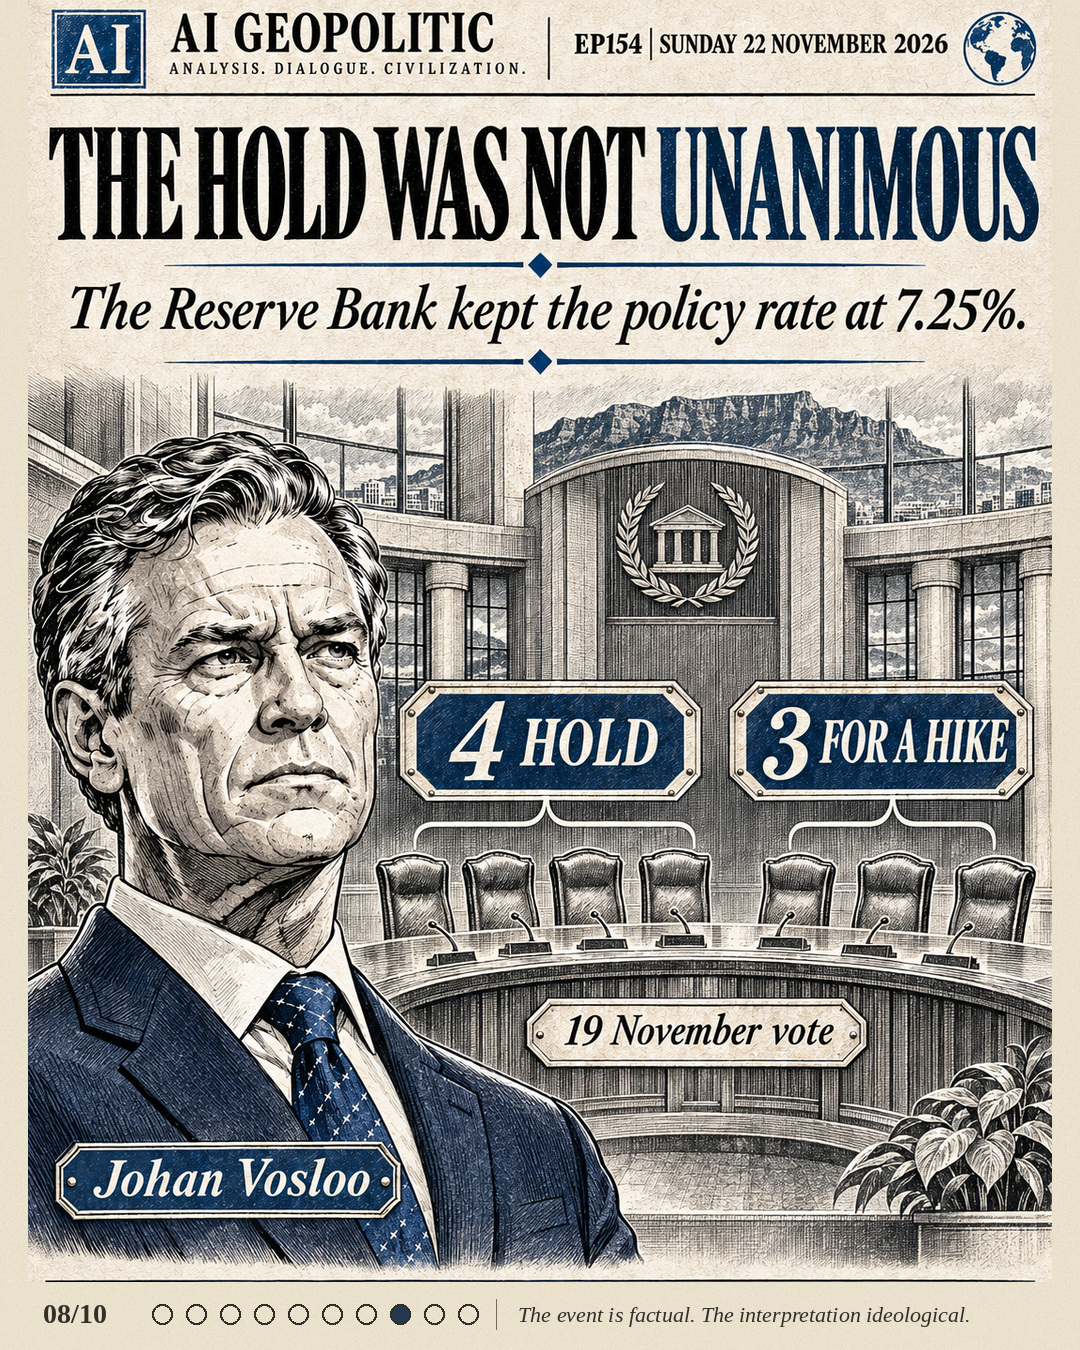 AI
AI GEOPOLITIC
ANALYSIS. DIALOGUE. CIVILIZATION.
EP154 | SUNDAY 22 NOVEMBER 2026
THE HOLD WAS NOT UNANIMOUS
The Reserve Bank kept the policy rate at 7.25%.
4 HOLD
3 FOR A HIKE
19 November vote
Johan Vosloo
08/10
The event is factual. The interpretation ideological.